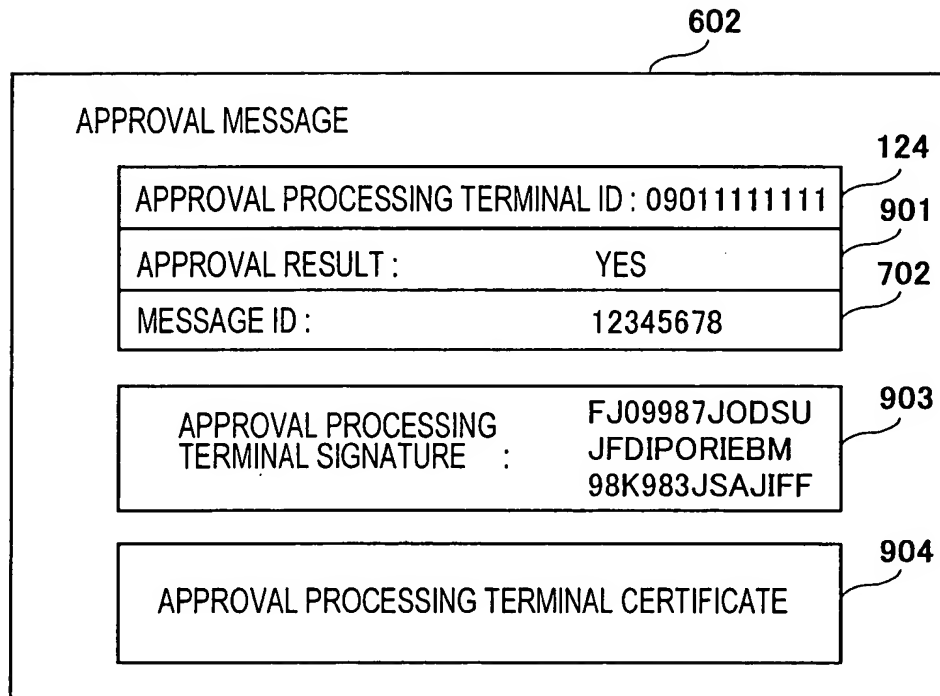 602
APPROVAL MESSAGE
124
APPROVAL PROCESSING TERMINAL ID : 09011111111
901
APPROVAL RESULT : YES
702
MESSAGE ID : 12345678
903
APPROVAL PROCESSING
TERMINAL SIGNATURE :
FJ09987JODSU
JFDIPORIEBM
98K983JSAJIFF
904
APPROVAL PROCESSING TERMINAL CERTIFICATE